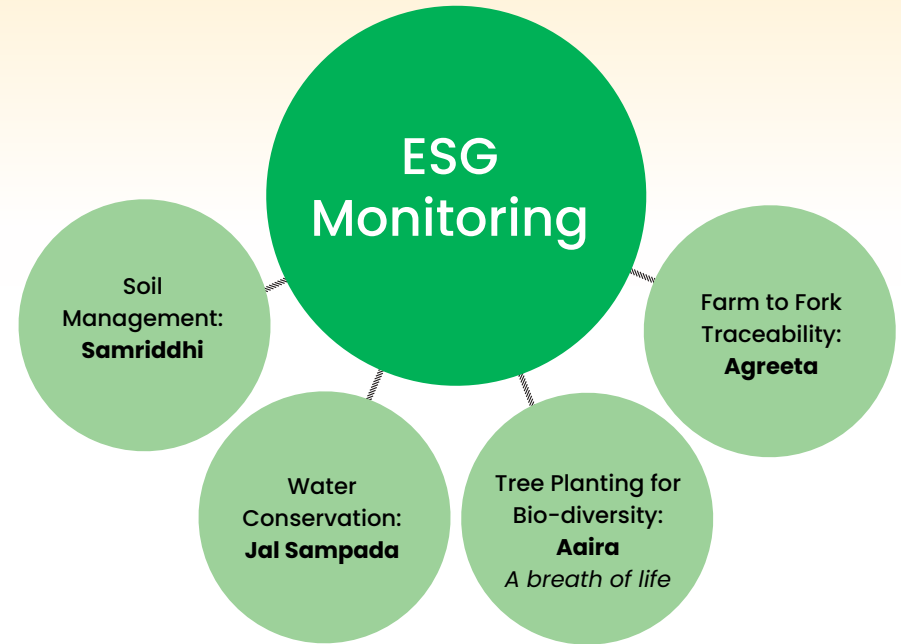 ESG
Monitoring
Soil
Management:
Samriddhi
Water
Conservation:
Jal Sampada
Tree Planting for
Bio-diversity:
Aaira
A breath of life
Farm to Fork
Traceability:
Agreeta